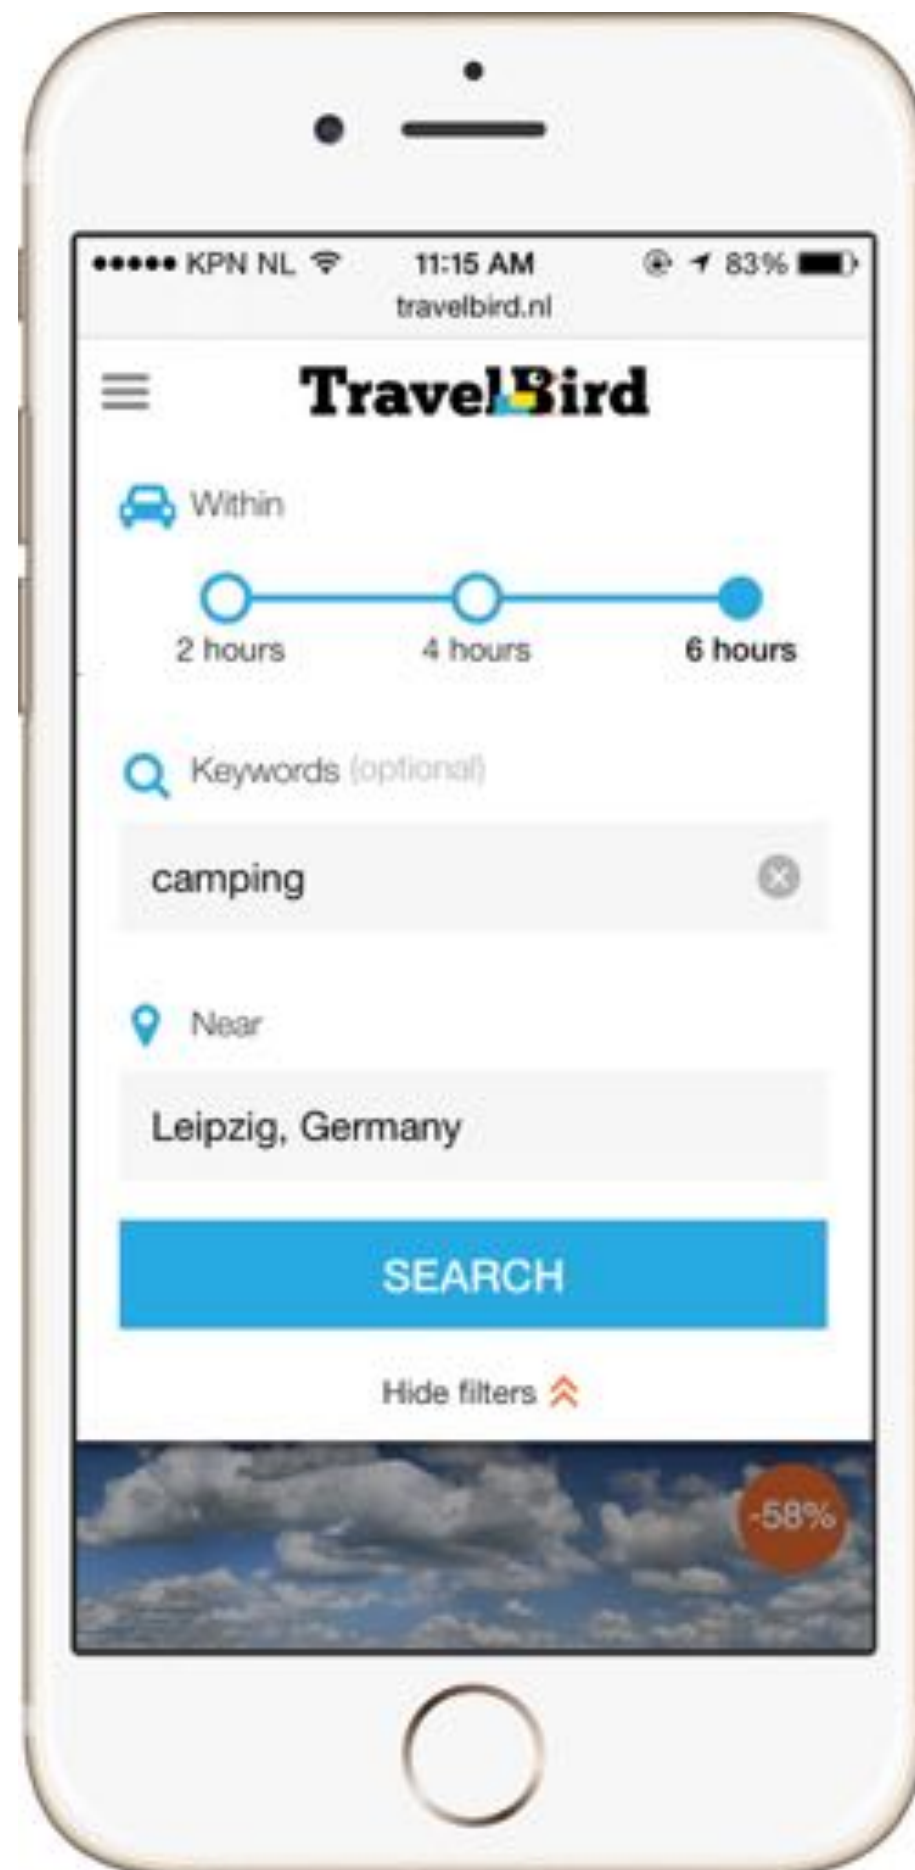 KPN NL 11:15 AM 83%
travelbird.nl
TravelBird
Within
2 hours 4 hours 6 hours
Keywords (optional)
camping
Near
Leipzig, Germany
SEARCH
Hide filters
-58%